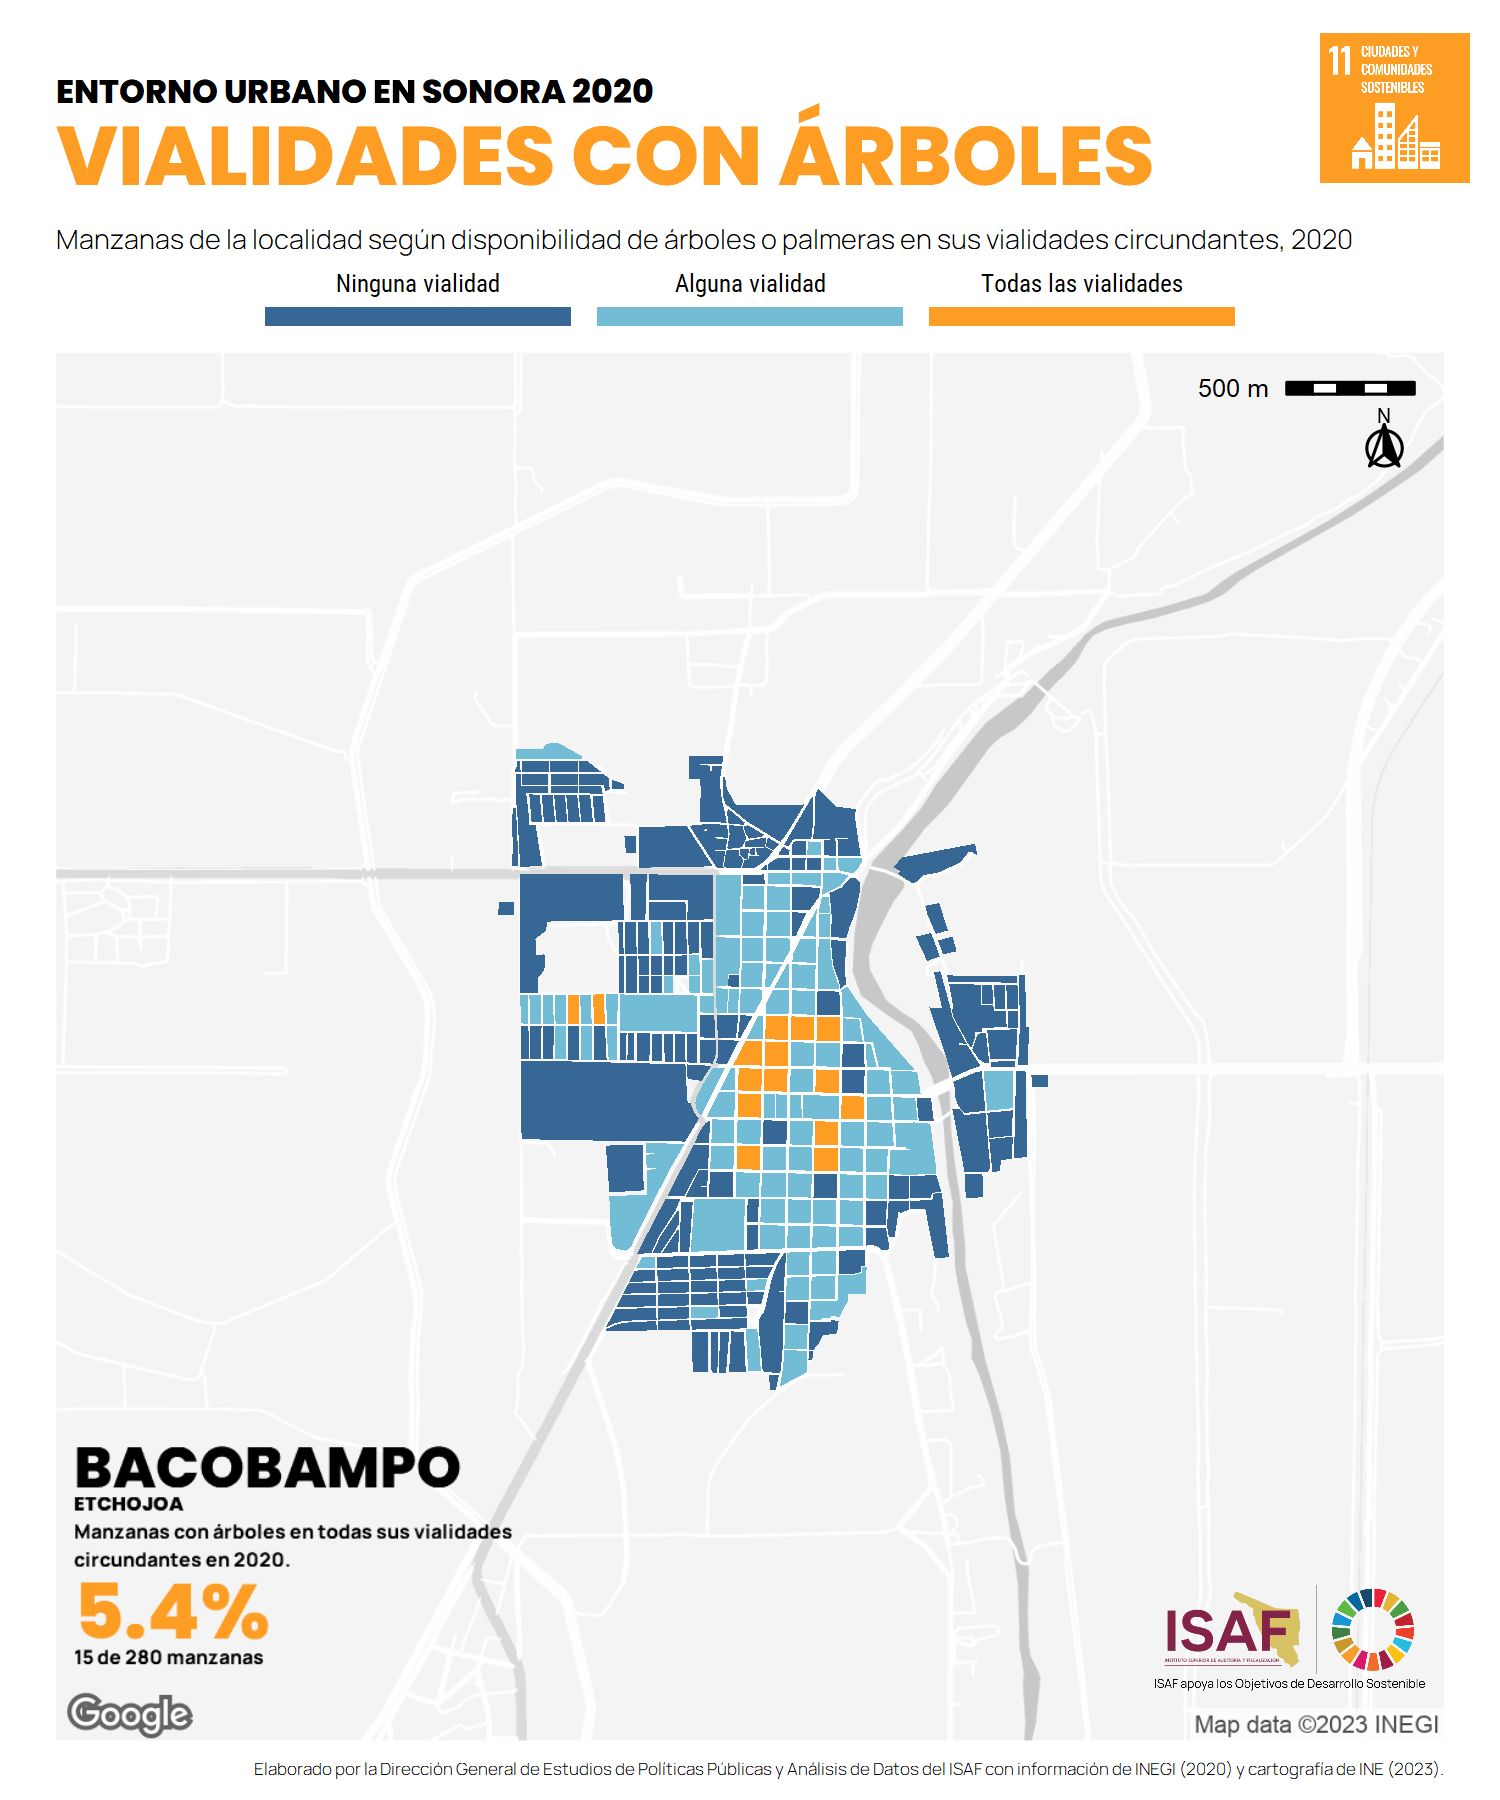 ENTORNO URBANO EN SONORA 2020
VIALIDADES CON ÁRBOLES
11 CIUDADES Y
COMUNIDADES
SOSTENIBLES
Manzanas de la localidad según disponibilidad de árboles o palmeras en sus vialidades circundantes, 2020
Ninguna vialidad Alguna vialidad Todas las vialidades
500 m
N
BACOBAMPO
ETCHOJOA
Manzanas con árboles en todas sus vialidades
circundantes en 2020.
5.4%
15 de 280 manzanas
Google
ISAF
INSTITUTO SUPERIOR DE AUDITORÍA Y FISCALIZACIÓN
ISAF apoya los Objetivos de Desarrollo Sostenible
Map data ©2023 INEGI
Elaborado por la Dirección General de Estudios de Políticas Públicas y Análisis de Datos del ISAF con información de INEGI (2020) y cartografía de INE (2023).